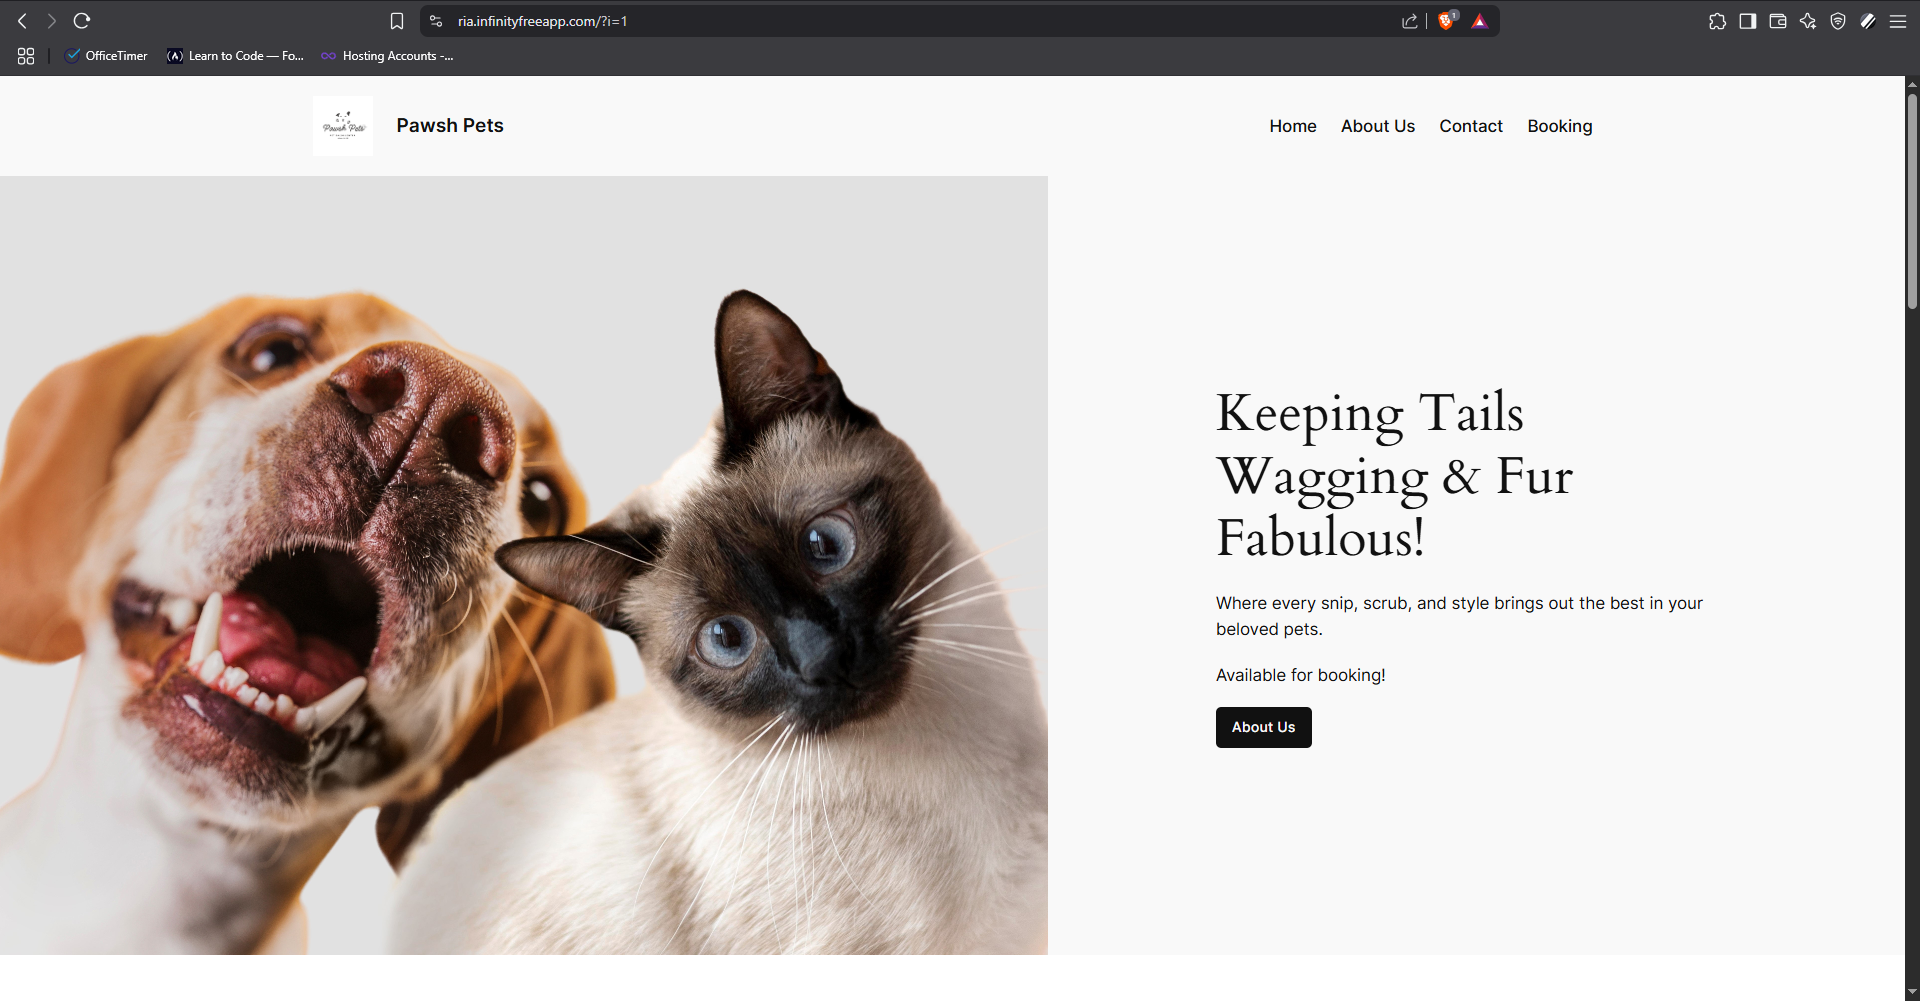 ria.infinityfreeapp.com/?i=1
1
OfficeTimer
Learn to Code — Fo...
Hosting Accounts -...
Pawsh Pets
Pawsh Pets
Home
About Us
Contact
Booking
Keeping Tails
Wagging & Fur
Fabulous!
Where every snip, scrub, and style brings out the best in your
beloved pets.
Available for booking!
About Us